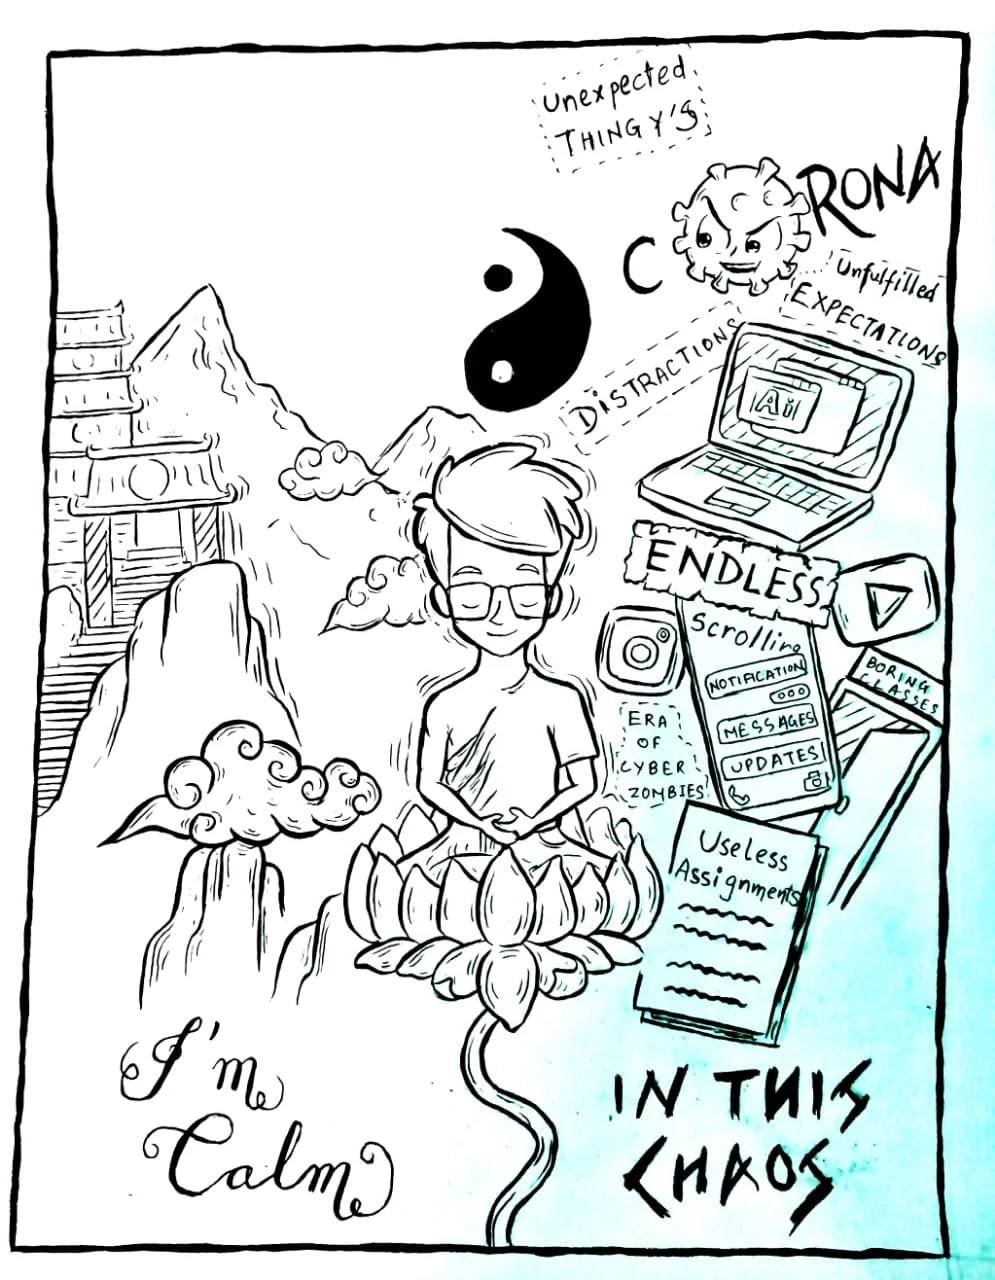 Unexpected
THINGY'S
CORONA
Unfulfilled
EXPECTATIONS
DISTRACTIONS
Ai
ENDLESS
Scrolling
NOTIFICATION
MESSAGES
UPDATES
BORING
CLASSES
ERA
OF
CYBER
ZOMBIES
Useless
Assignments
I'm
Calm
IN THIS
CHAOS